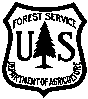 FOREST SERVICE
U S
DEPARTMENT OF AGRICULTURE